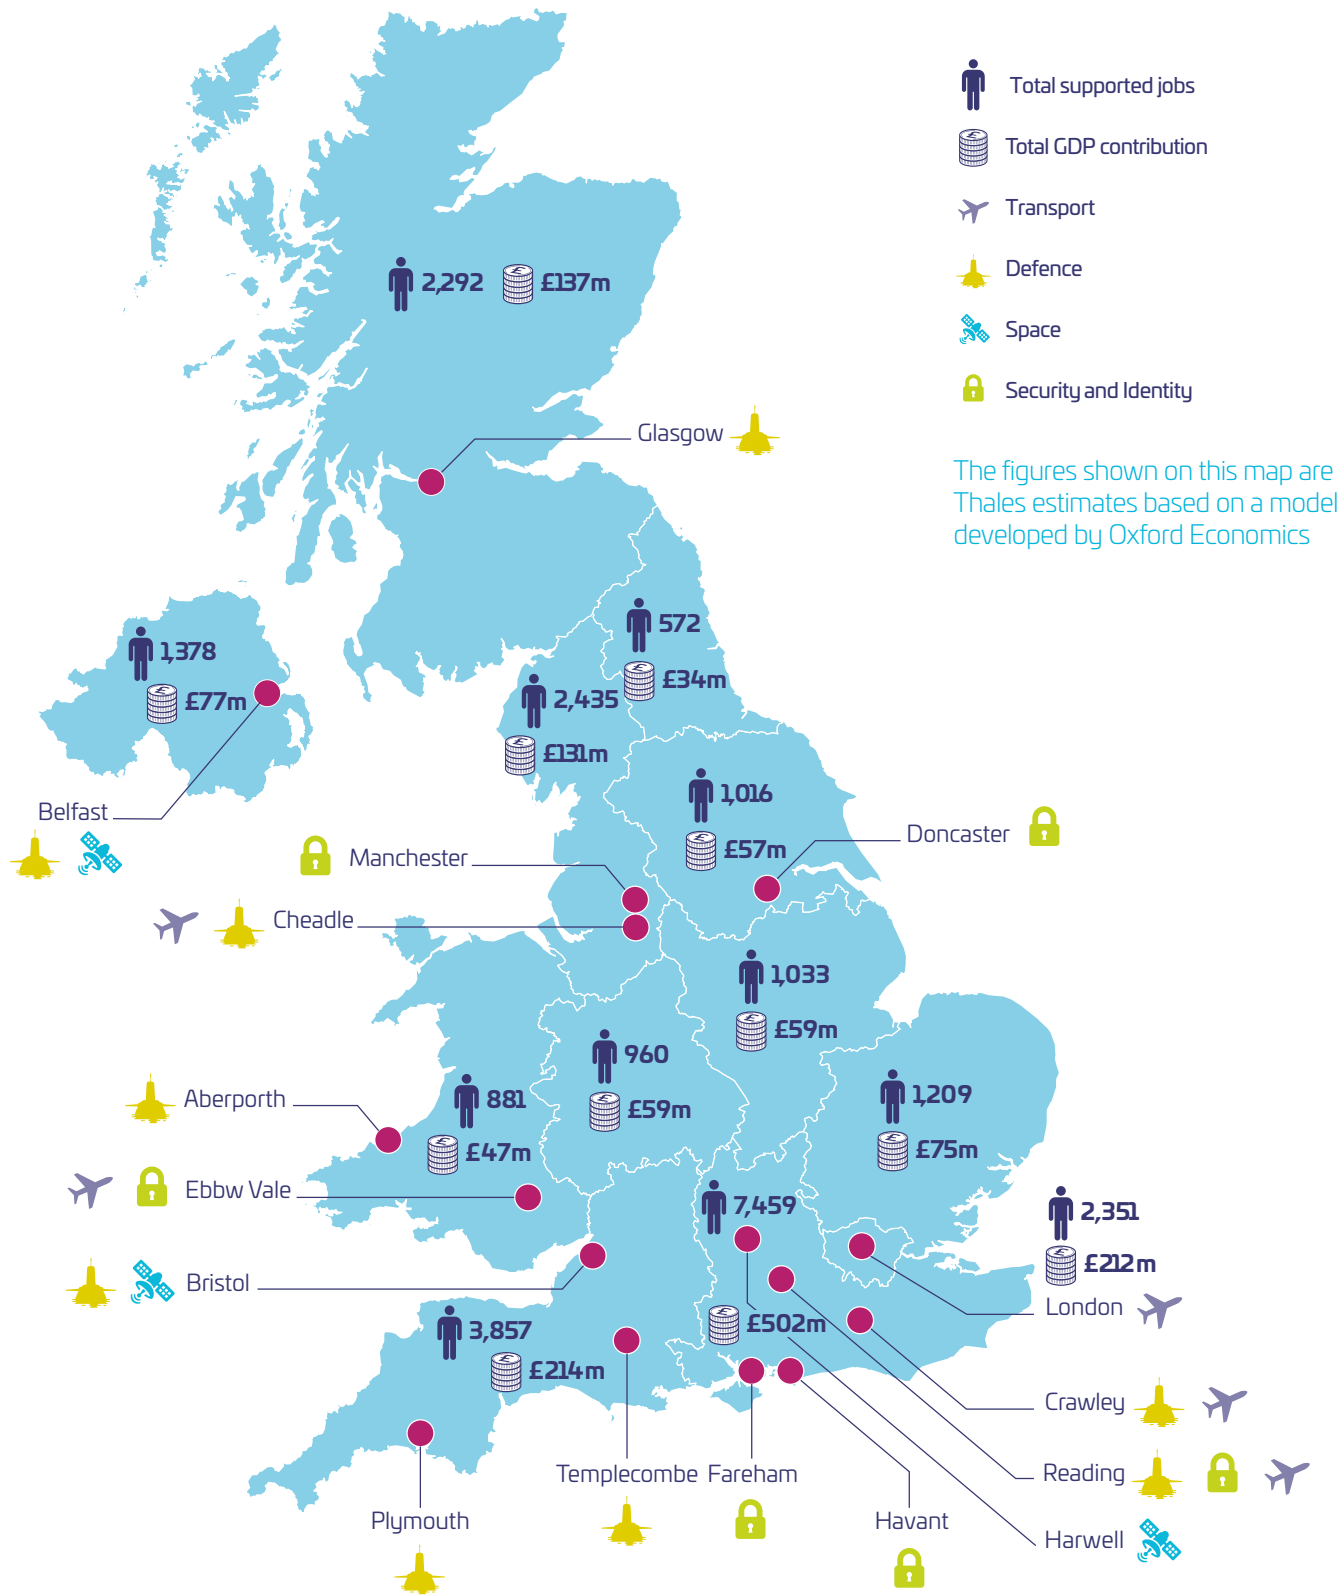 Total supported jobs
£
Total GDP contribution
Transport
Defence
Space
Security and Identity
The figures shown on this map are
Thales estimates based on a model
developed by Oxford Economics
2,292
£
£137m
Glasgow
572
£
£34m
1,378
£
£77m
Belfast
2,435
£
£131m
1,016
£
£57m
Doncaster
Manchester
Cheadle
1,033
£
£59m
960
£
£59m
1,209
£
£75m
Aberporth
881
£
£47m
Ebbw Vale
Bristol
7,459
£
£502m
2,351
£
£212m
London
3,857
£
£214m
Crawley
Reading
Harwell
Templecombe
Fareham
Plymouth
Havant